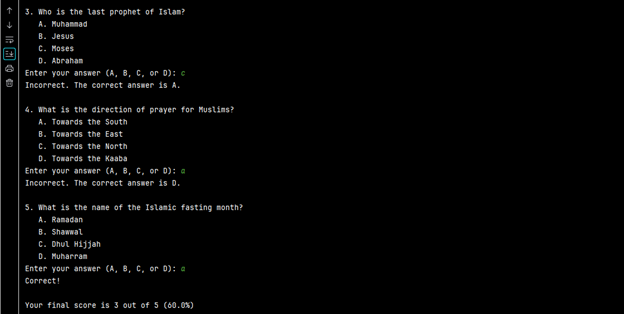 3. Who is the last prophet of Islam?
A. Muhammad
B. Jesus
C. Moses
D. Abraham
Enter your answer (A, B, C, or D): c
Incorrect. The correct answer is A.
4. What is the direction of prayer for Muslims?
A. Towards the South
B. Towards the East
C. Towards the North
D. Towards the Kaaba
Enter your answer (A, B, C, or D): a
Incorrect. The correct answer is D.
5. What is the name of the Islamic fasting month?
A. Ramadan
B. Shawwal
C. Dhul Hijjah
D. Muharram
Enter your answer (A, B, C, or D): a
Correct!
Your final score is 3 out of 5 (60.0%)